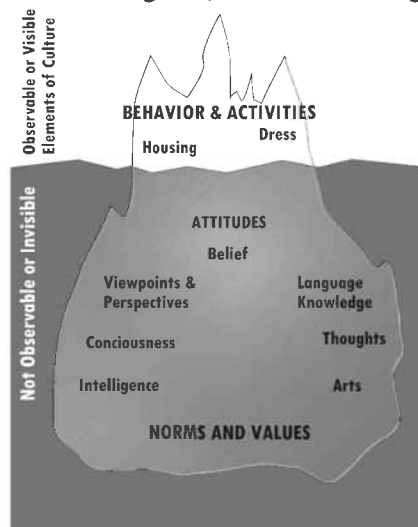 Observable or Visible
Elements of Culture
BEHAVIOR & ACTIVITIES
Dress
Housing
Not Observable or Invisible
ATTITUDES
Belief
Viewpoints &
Perspectives
Language
Knowledge
Conciousness
Thoughts
Intelligence
Arts
NORMS AND VALUES